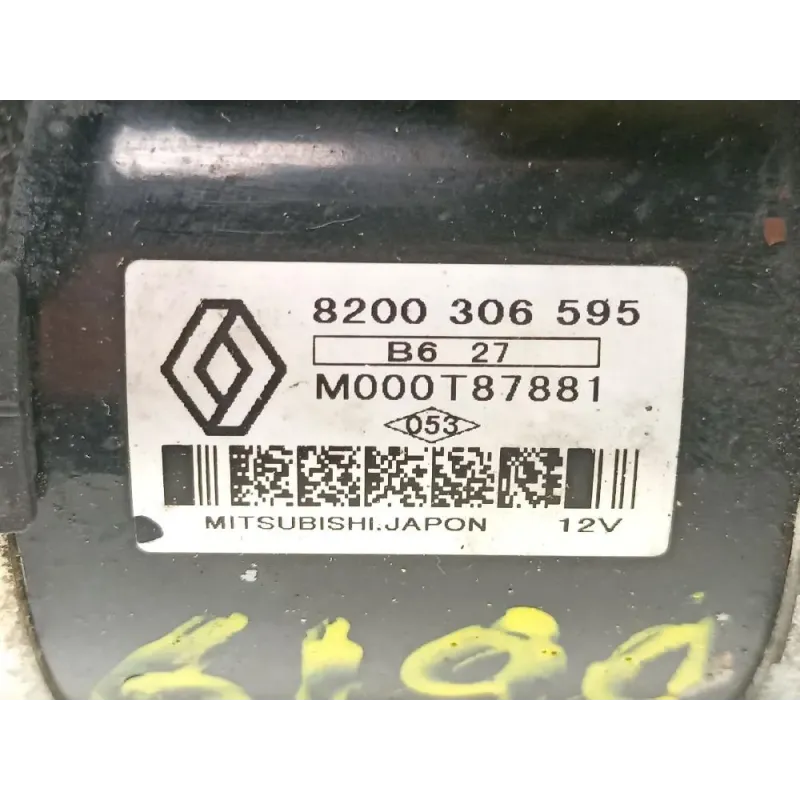 8200 306 595
B6 27
M000T87881
053
MITSUBISHI.JAPON 12V